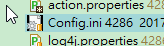 action.properties
Config.ini 4286 2017
log4j.properties